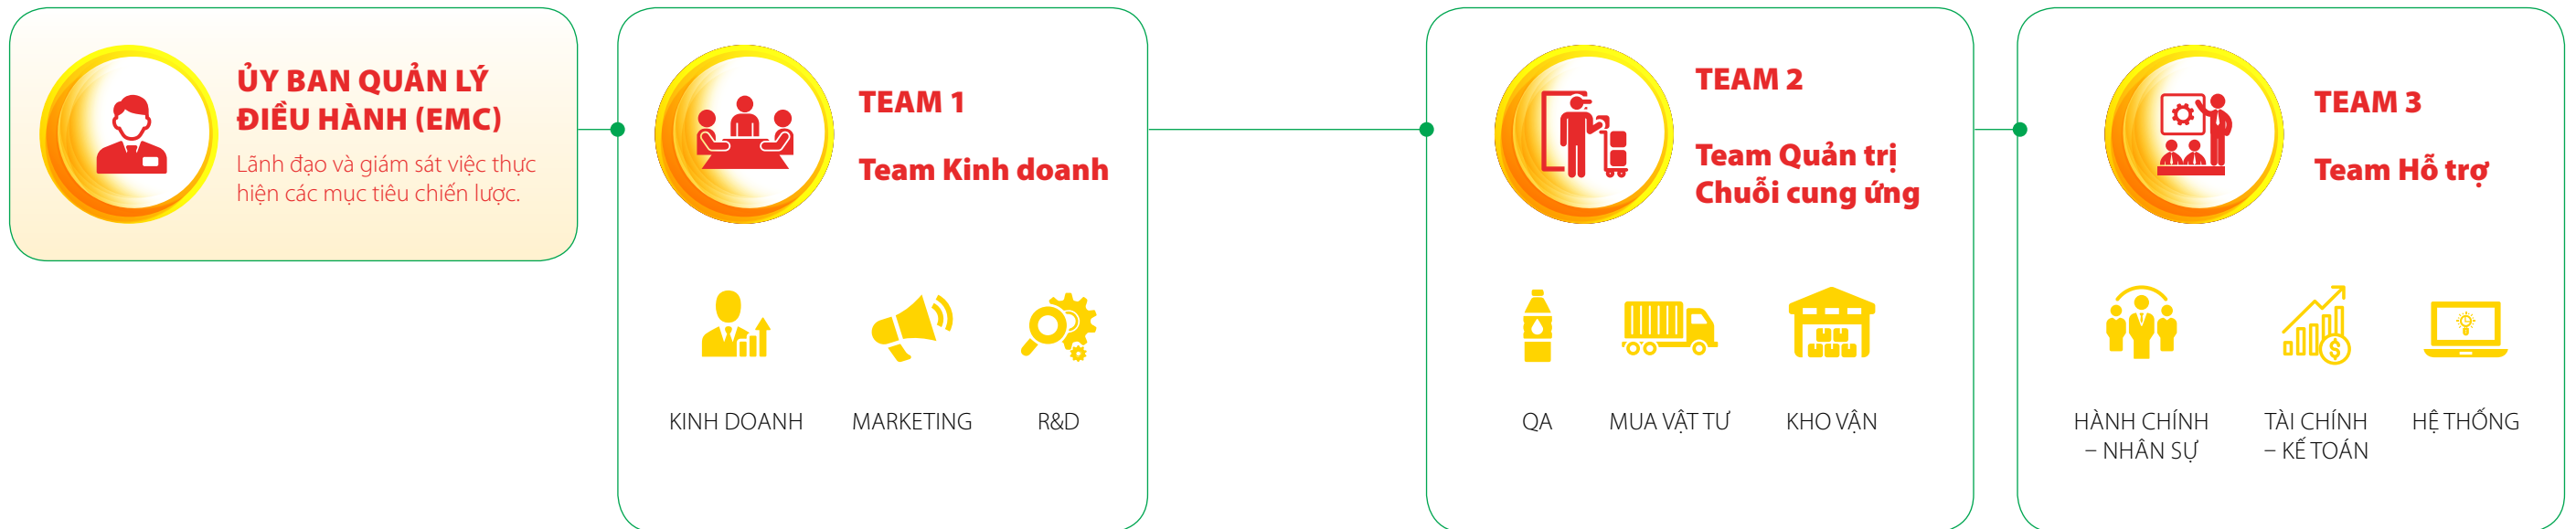 ỦY BAN QUẢN LÝ
ĐIỀU HÀNH (EMC)
Lãnh đạo và giám sát việc thực
hiện các mục tiêu chiến lược.
TEAM 1
Team Kinh doanh
KINH DOANH
MARKETING
R&D
TEAM 2
Team Quản trị
Chuỗi cung ứng
QA
MUA VẬT TƯ
KHO VẬN
TEAM 3
Team Hỗ trợ
HÀNH CHÍNH
– NHÂN SỰ
TÀI CHÍNH
– KẾ TOÁN
HỆ THỐNG